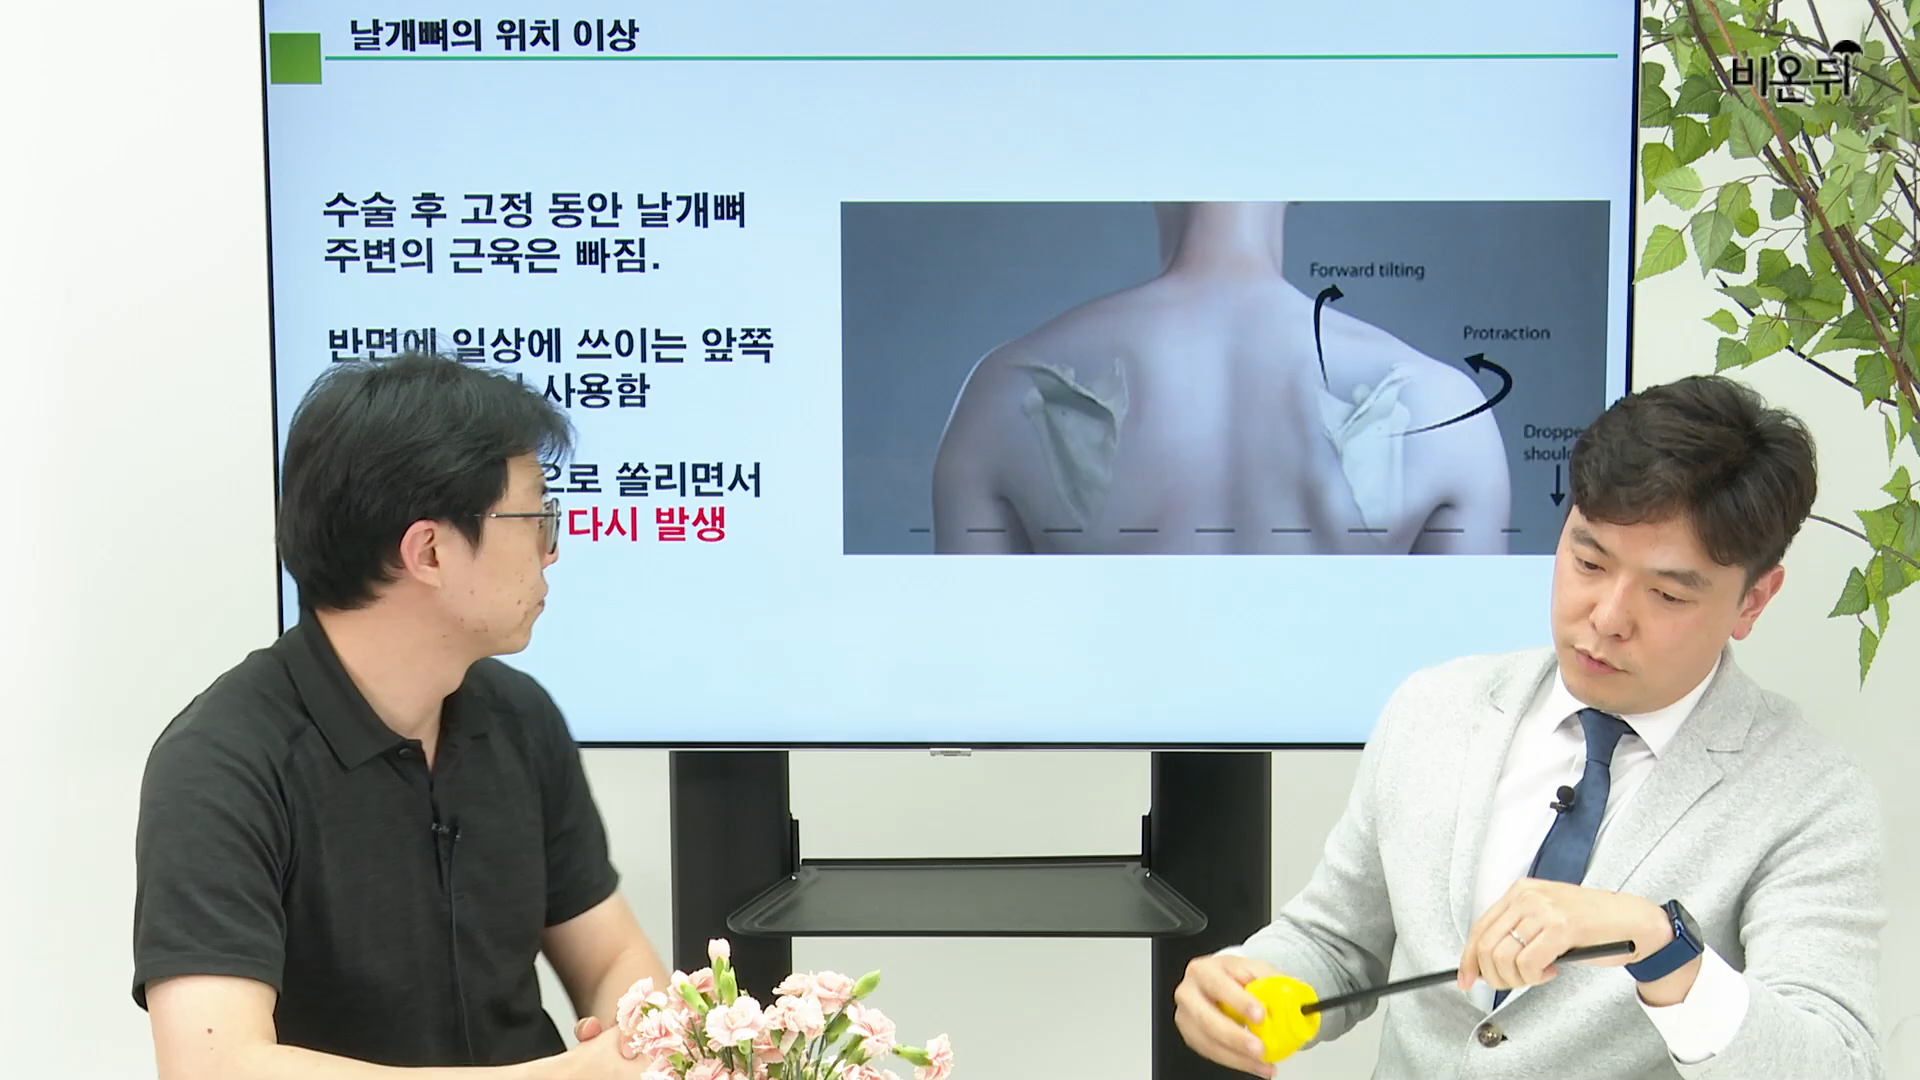 날개뼈의 위치 이상
비온뒤
수술 후 고정 동안 날개뼈
주변의 근육은 빠짐.
반면에 일상에 쓰이는 앞쪽
사용함
으로 쏠리면서
다시 발생
Forward tilting
Protraction